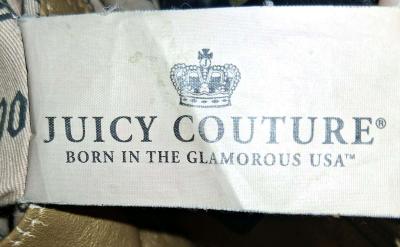 JUICY COUTURE®
BORN IN THE GLAMOROUS USA™